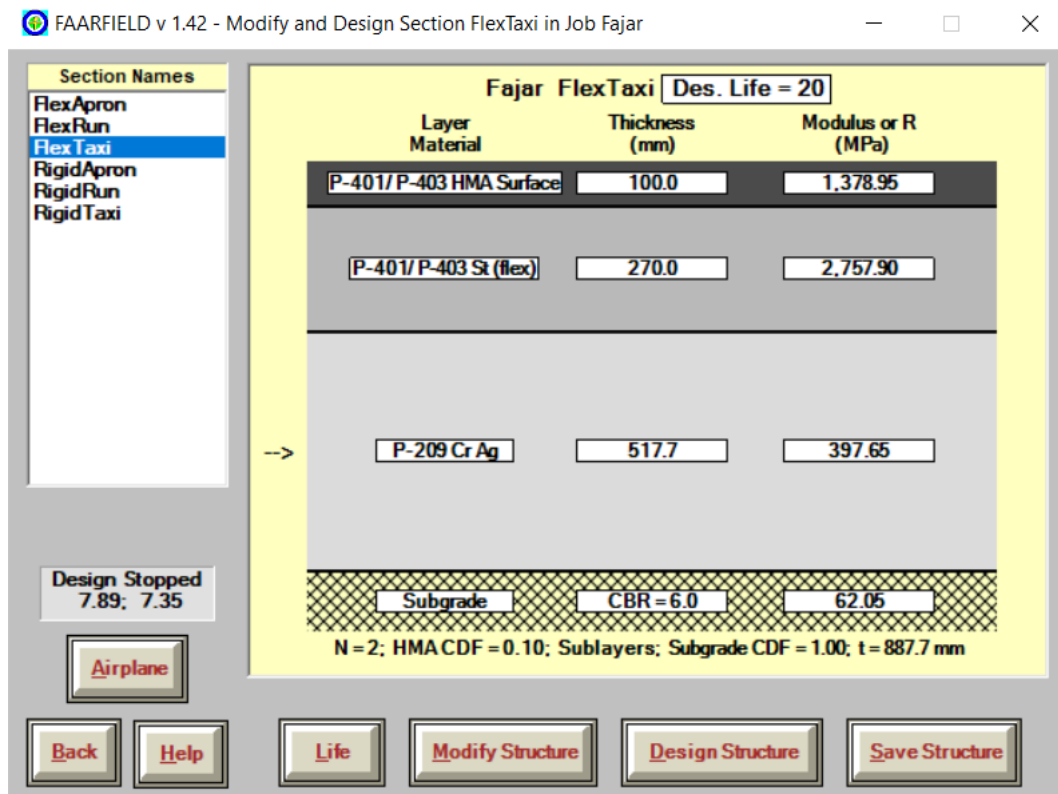 FAARFIELD v 1.42 - Modify and Design Section FlexTaxi in Job Fajar
Section Names
FlexApron
FlexRun
FlexTaxi
RigidApron
RigidRun
RigidTaxi
Fajar FlexTaxi Des. Life = 20
Layer Material Thickness (mm) Modulus or R (MPa)
P-401/ P-403 HMA Surface 100.0 1,378.95
P-401/ P-403 St (flex) 270.0 2,757.90
--> P-209 Cr Ag 517.7 397.65
Subgrade CBR = 6.0 62.05
N = 2; HMA CDF = 0.10; Sublayers; Subgrade CDF = 1.00; t = 887.7 mm
Design Stopped
7.89; 7.35
Airplane
Back Help Life Modify Structure Design Structure Save Structure